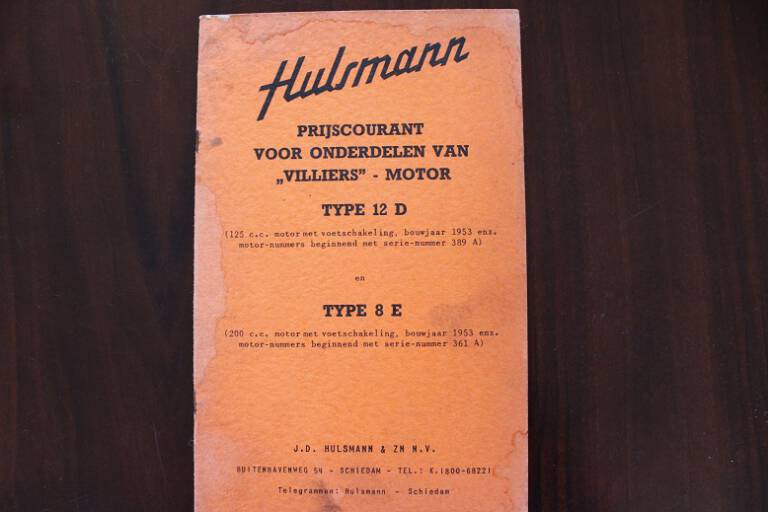 Hulsmann
PRIJSCOURANT
VOOR ONDERDELEN VAN
„VILLIERS” - MOTOR
TYPE 12 D
(125 c.c. motor met voetschakeling, bouwjaar 1953 enz.
motor-nummers beginnend met serie-nummer 389 A)
en
TYPE 8 E
(200 c.c. motor met voetschakeling, bouwjaar 1953 enz.
motor-nummers beginnend met serie-nummer 361 A)
J.D. HULSMANN & ZN N.V.
BUITENHAVENWEG 54 - SCHIEDAM - TEL.: K.1800-68221
Telegrammen: Hulsmann - Schiedam